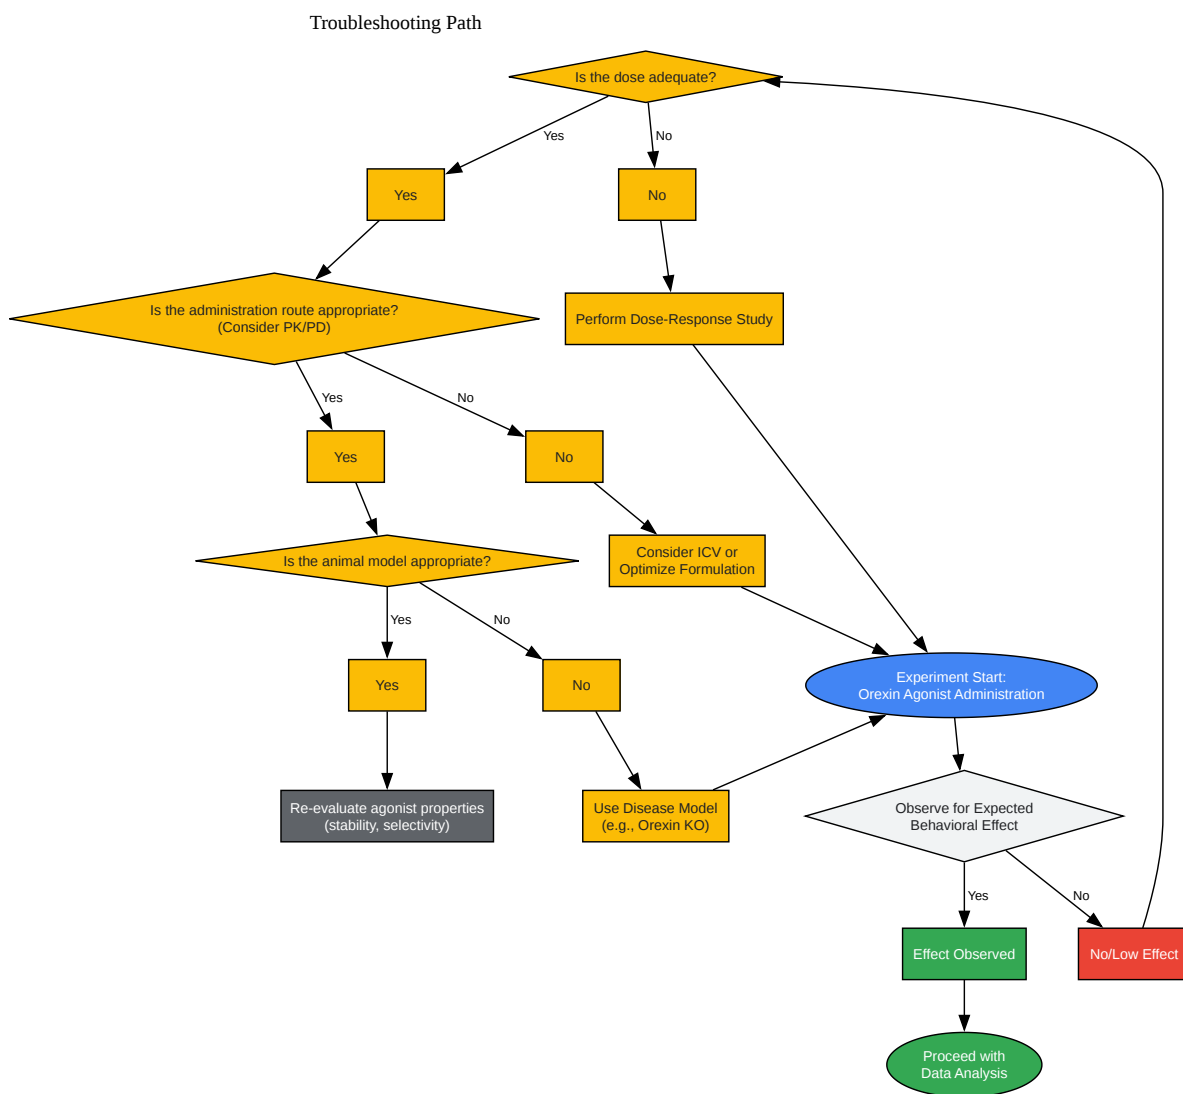 Troubleshooting Path
Is the dose adequate?
Yes
No
Yes
No
Is the administration route appropriate?
(Consider PK/PD)
Perform Dose-Response Study
Yes
No
Yes
No
Is the animal model appropriate?
Consider ICV or
Optimize Formulation
Yes
No
Yes
No
Experiment Start:
Orexin Agonist Administration
Re-evaluate agonist properties
(stability, selectivity)
Use Disease Model
(e.g., Orexin KO)
Observe for Expected
Behavioral Effect
Yes
No
Effect Observed
No/Low Effect
Proceed with
Data Analysis